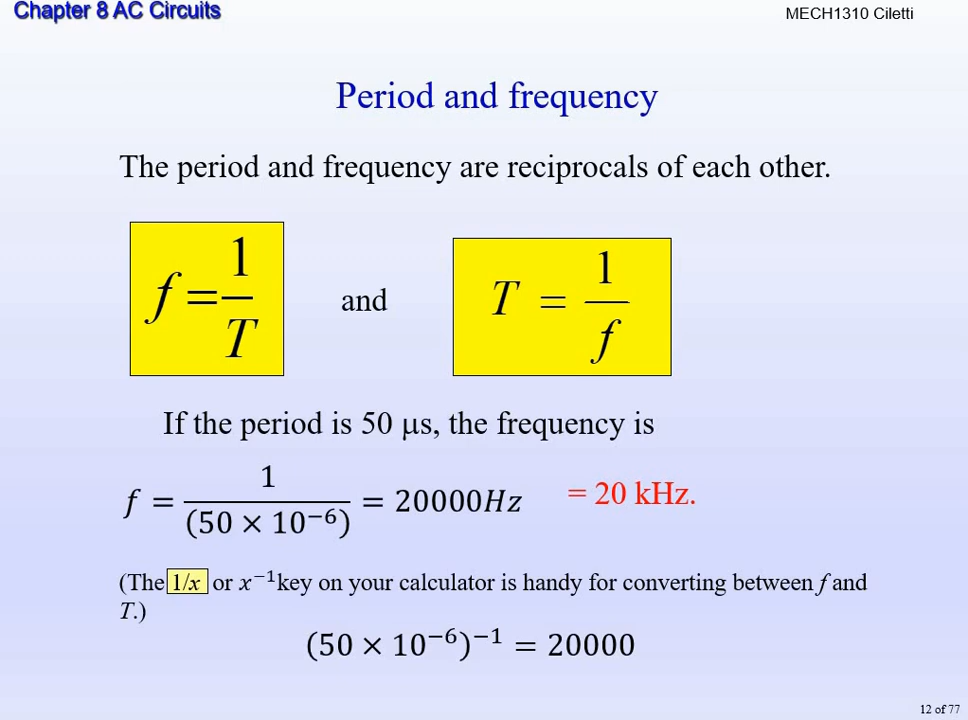 Chapter 8 AC Circuits
MECH1310 Ciletti
Period and frequency
The period and frequency are reciprocals of each other.
f = 1/T
and
T = 1/f
If the period is 50 μs, the frequency is
f = 1/(50 × 10⁻⁶) = 20000Hz
= 20 kHz.
(The 1/x or x⁻¹ key on your calculator is handy for converting between f and
T.)
(50 × 10⁻⁶)⁻¹ = 20000
12 of 77